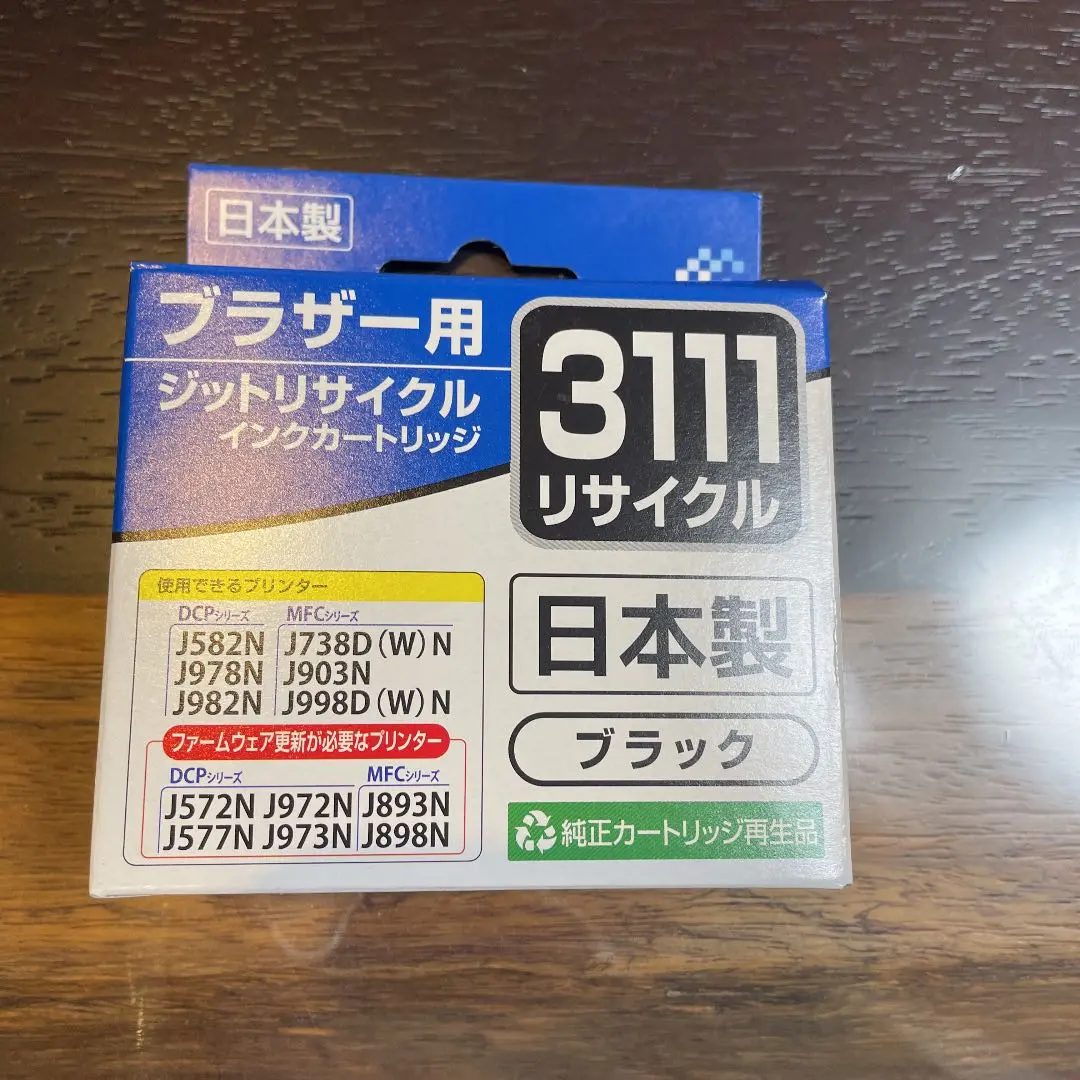 日本製
ブラザー用
ジットリサイクル
インクカートリッジ
3111
リサイクル
使用できるプリンター
DCPシリーズ MFCシリーズ
J582N J738D(W)N
J978N J903N
J982N J998D(W)N
ファームウェア更新が必要なプリンター
DCPシリーズ MFCシリーズ
J572N J972N J893N
J577N J973N J898N
日本製
ブラック
純正カートリッジ再生品